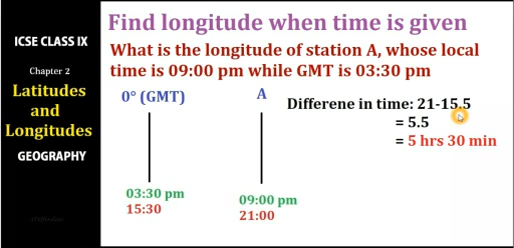 Find longitude when time is given
ICSE CLASS IX
Chapter 2
Latitudes
and
Longitudes
GEOGRAPHY
What is the longitude of station A, whose local
time is 09:00 pm while GMT is 03:30 pm
0° (GMT)
A
Differene in time: 21-15.5
= 5.5
= 5 hrs 30 min
03:30 pm
15:30
09:00 pm
21:00